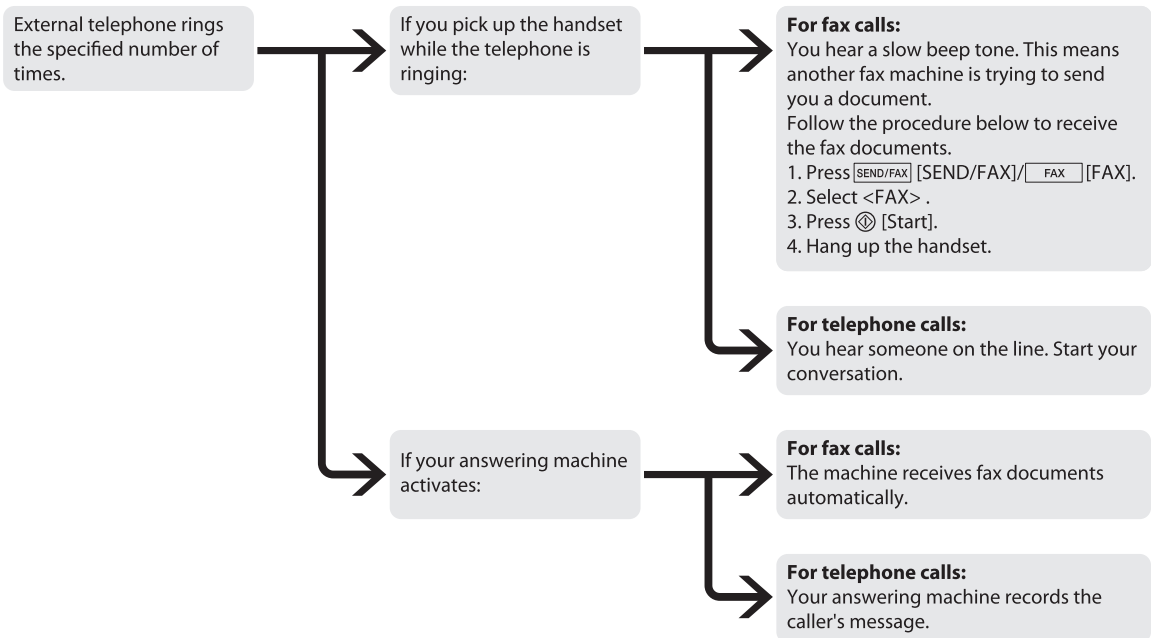 External telephone rings
the specified number of
times.
If you pick up the handset
while the telephone is
ringing:
For fax calls:
You hear a slow beep tone. This means
another fax machine is trying to send
you a document.
Follow the procedure below to receive
the fax documents.
1. Press SEND/FAX [SEND/FAX]/ FAX [FAX].
2. Select <FAX> .
3. Press [Start].
4. Hang up the handset.
For telephone calls:
You hear someone on the line. Start your
conversation.
If your answering machine
activates:
For fax calls:
The machine receives fax documents
automatically.
For telephone calls:
Your answering machine records the
caller's message.